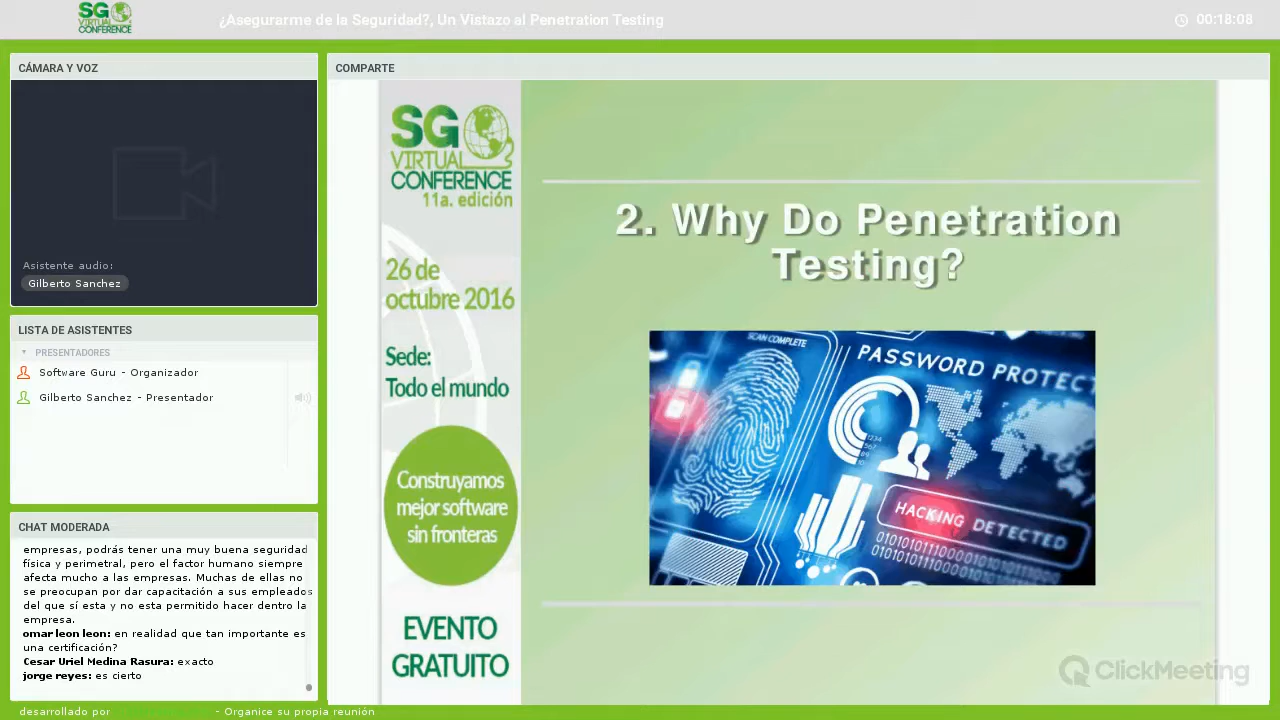 SG
VIRTUAL
CONFERENCE
¿Asegurarme de la Seguridad?, Un Vistazo al Penetration Testing
00:18:08
CÁMARA Y VOZ
Asistente audio:
Gilberto Sanchez
LISTA DE ASISTENTES
PRESENTADORES
Software Guru - Organizador
Gilberto Sanchez - Presentador
CHAT MODERADA
empresas, podrás tener una muy buena seguridad
física y perimetral, pero el factor humano siempre
afecta mucho a las empresas. Muchas de ellas no
se preocupan por dar capacitación a sus empleados
del que sí esta y no esta permitido hacer dentro la
empresa.
omar leon leon: en realidad que tan importante es
una certificación?
Cesar Uriel Medina Rasura: exacto
jorge reyes: es cierto
desarrollado por
- Organice su propia reunión
COMPARTE
SG
VIRTUAL
CONFERENCE
11a. edición
26 de
octubre 2016
Sede:
Todo el mundo
Construyamos
mejor software
sin fronteras
EVENTO
GRATUITO
2. Why Do Penetration
Testing?
SCAN COMPLETE
PASSWORD PROTECT
HACKING DETECTED
ClickMeeting